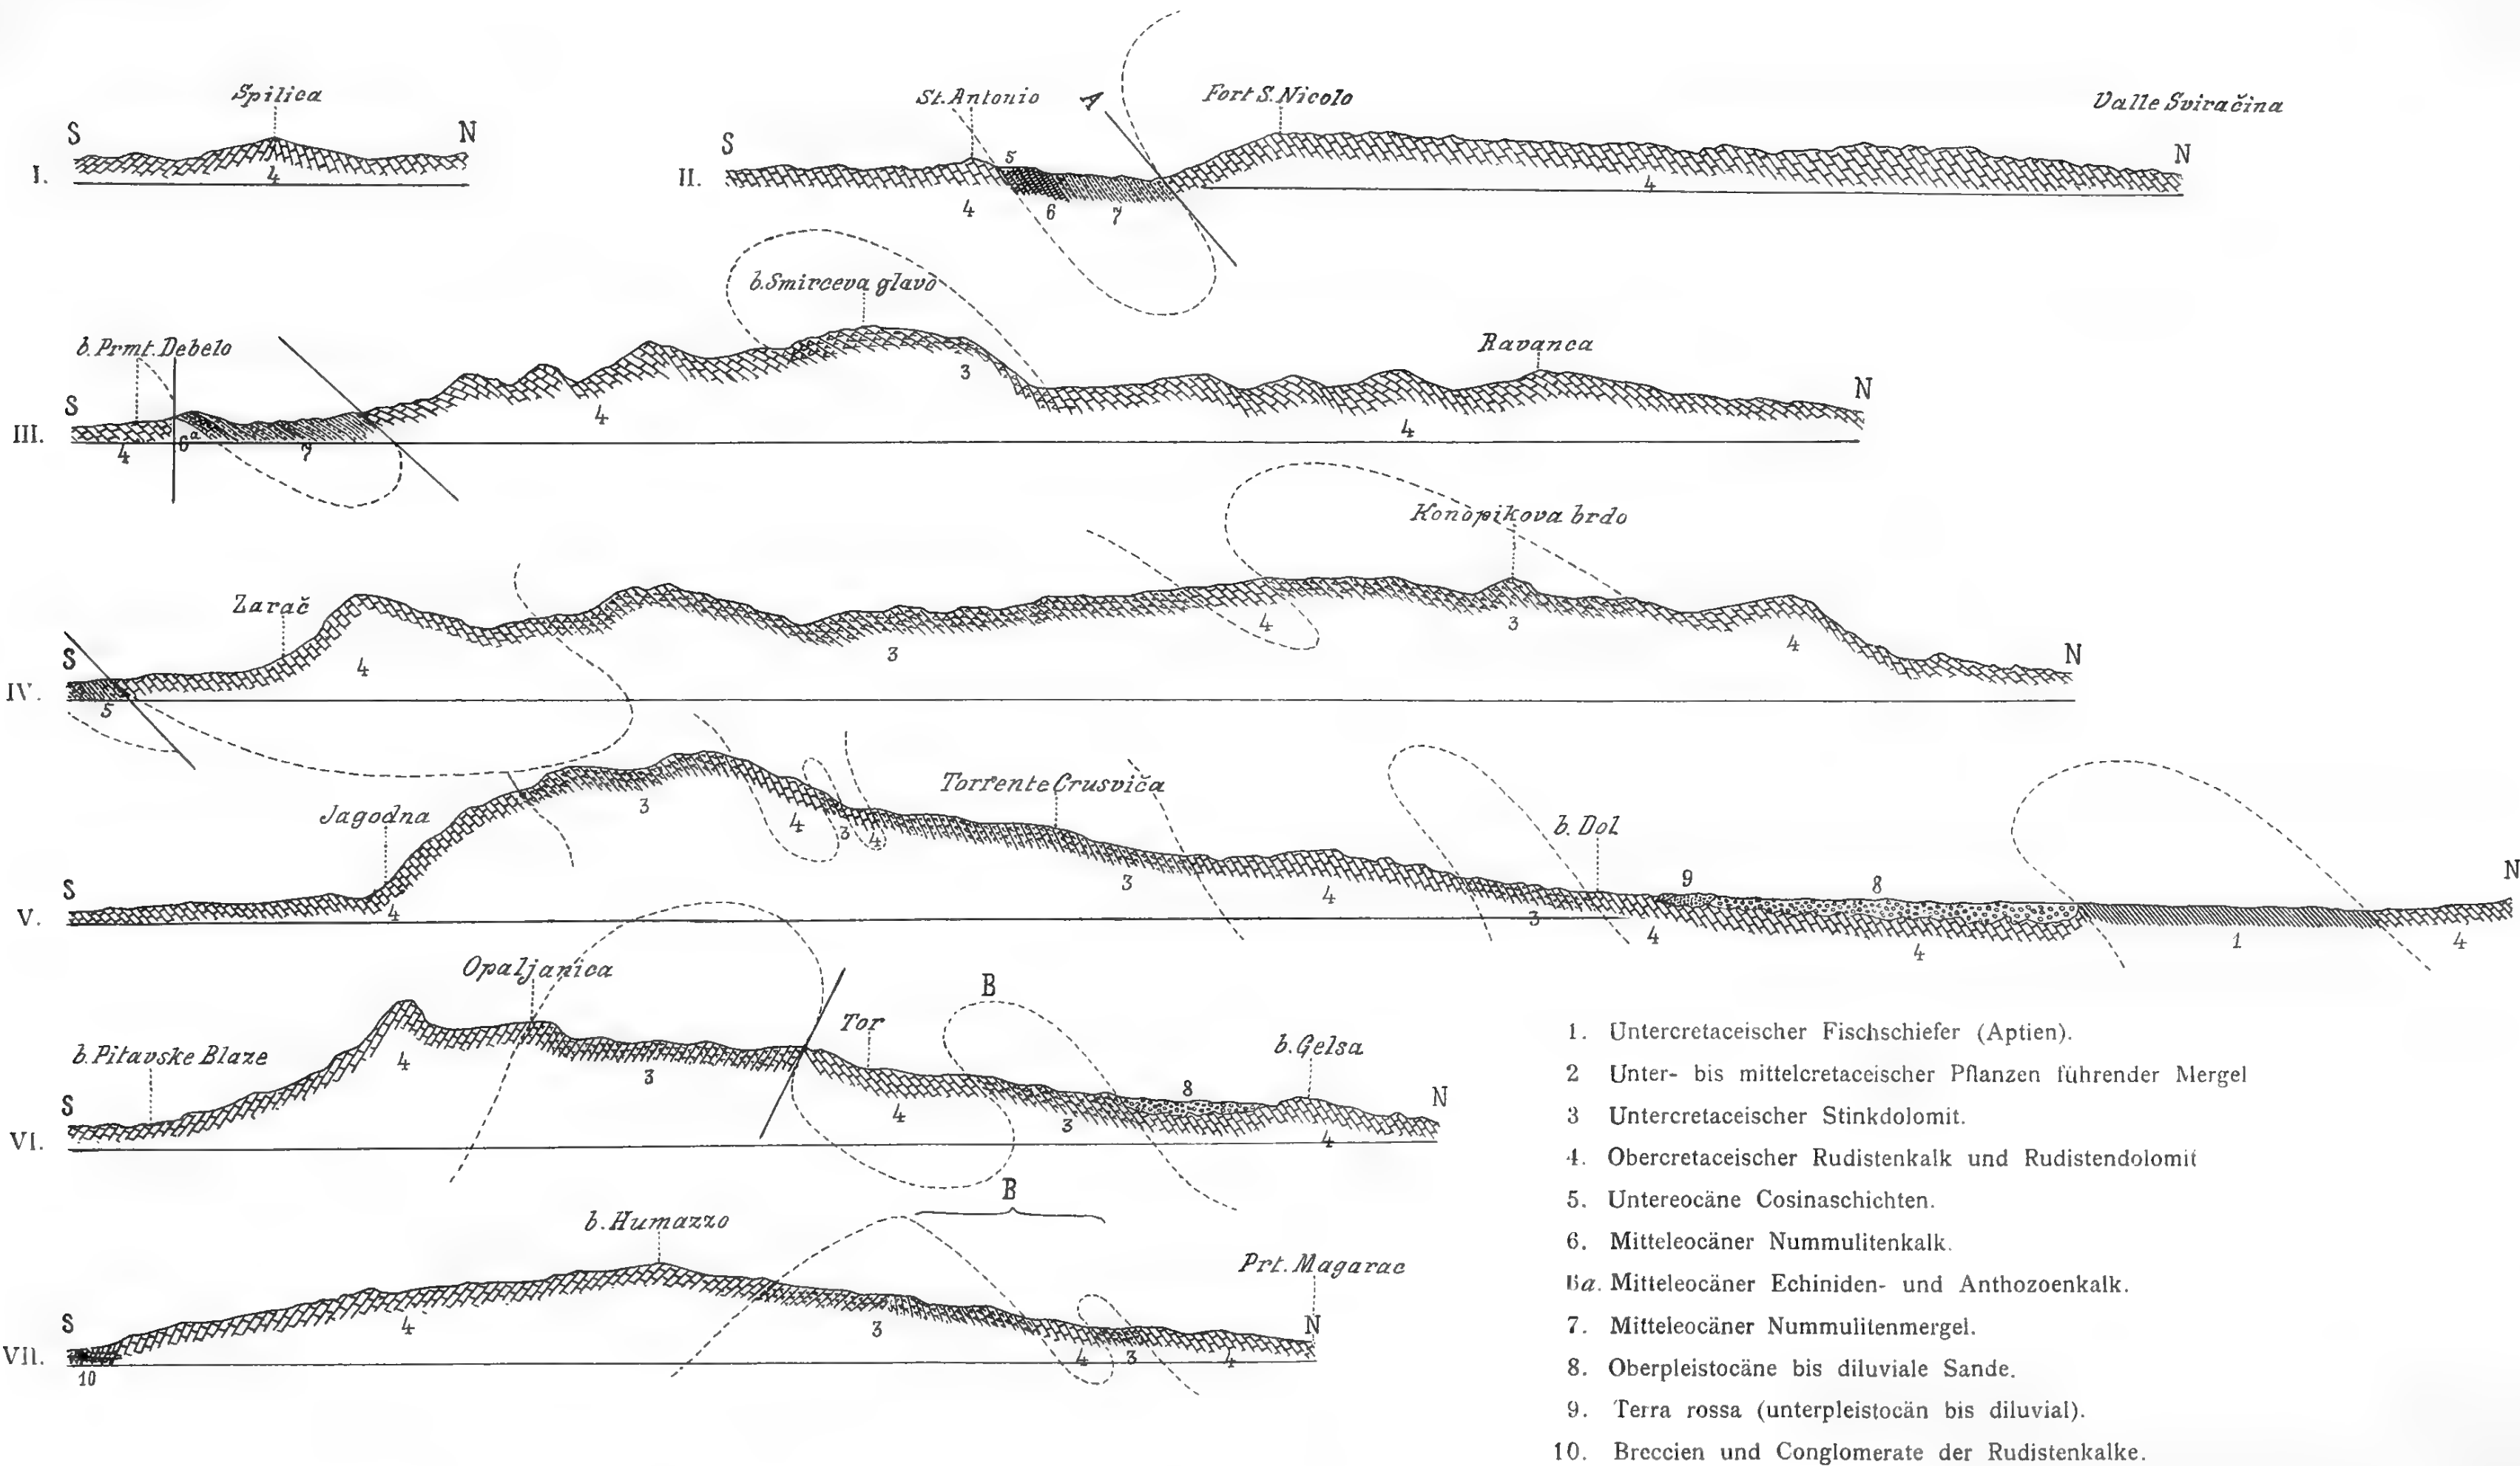 Spilica
S
N
I.
4
St. Antonio
A
Fort S. Nicolo
Valle Sviračina
S
N
II.
5
4
6
7
4
b. Smirceva glavo
b. Prmt. Debelo
Ravanca
S
N
III.
4
6a
7
4
3
4
Konòpikova brdo
Zarač
S
N
IV.
5
4
3
4
3
4
Jagodna
Torrente Crusviča
b. Dol
S
N
V.
4
3
4
3
4
3
4
3
4
9
8
4
1
4
Opaljanica
b. Pitavske Blaze
Tor
B
b. Gelsa
S
N
VI.
4
3
4
3
8
4
b. Humazzo
B
Prt. Magarac
S
N
VII.
10
4
3
4
3
4
1. Untercretaceischer Fischschiefer (Aptien).
2 Unter- bis mittelcretaceischer Pflanzen führender Mergel
3 Untercretaceischer Stinkdolomit.
4. Obercretaceischer Rudistenkalk und Rudistendolomit
5. Untereocäne Cosinaschichten.
6. Mitteleocäner Nummulitenkalk.
6a. Mitteleocäner Echiniden- und Anthozoenkalk.
7. Mitteleocäner Nummulitenmergel.
8. Oberpleistocäne bis diluviale Sande.
9. Terra rossa (unterpleistocän bis diluvial).
10. Breccien und Conglomerate der Rudistenkalke.